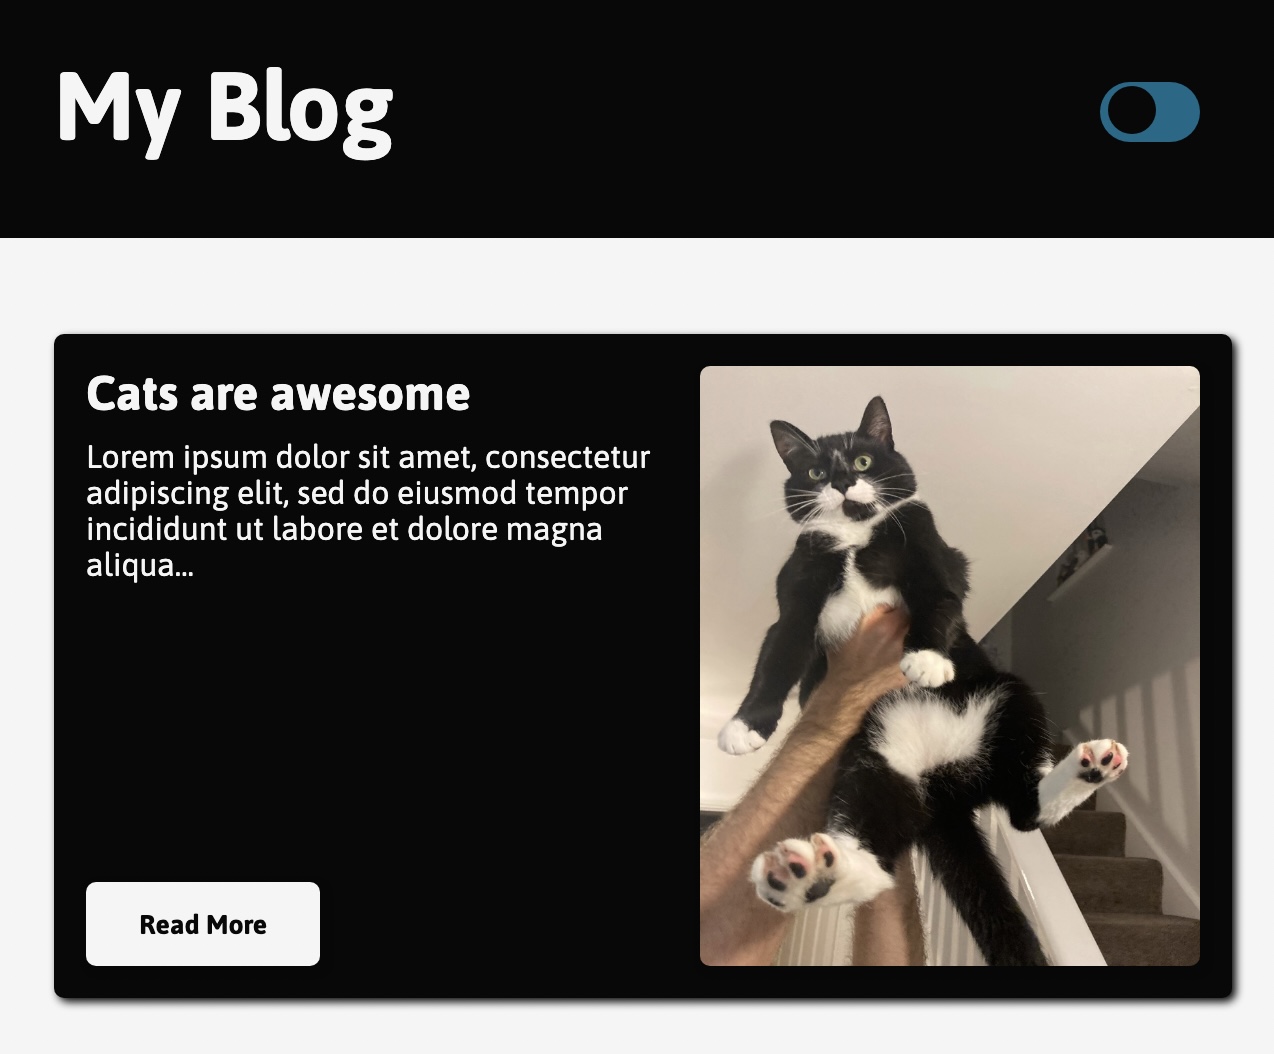 My Blog
Cats are awesome
Lorem ipsum dolor sit amet, consectetur
adipiscing elit, sed do eiusmod tempor
incididunt ut labore et dolore magna
aliqua...
Read More